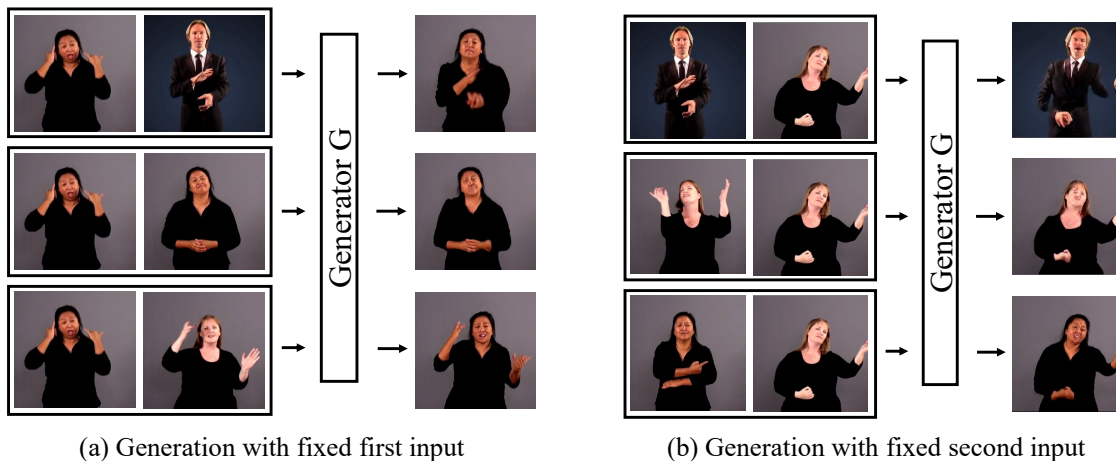 Generator G
Generator G
(a) Generation with fixed first input
(b) Generation with fixed second input